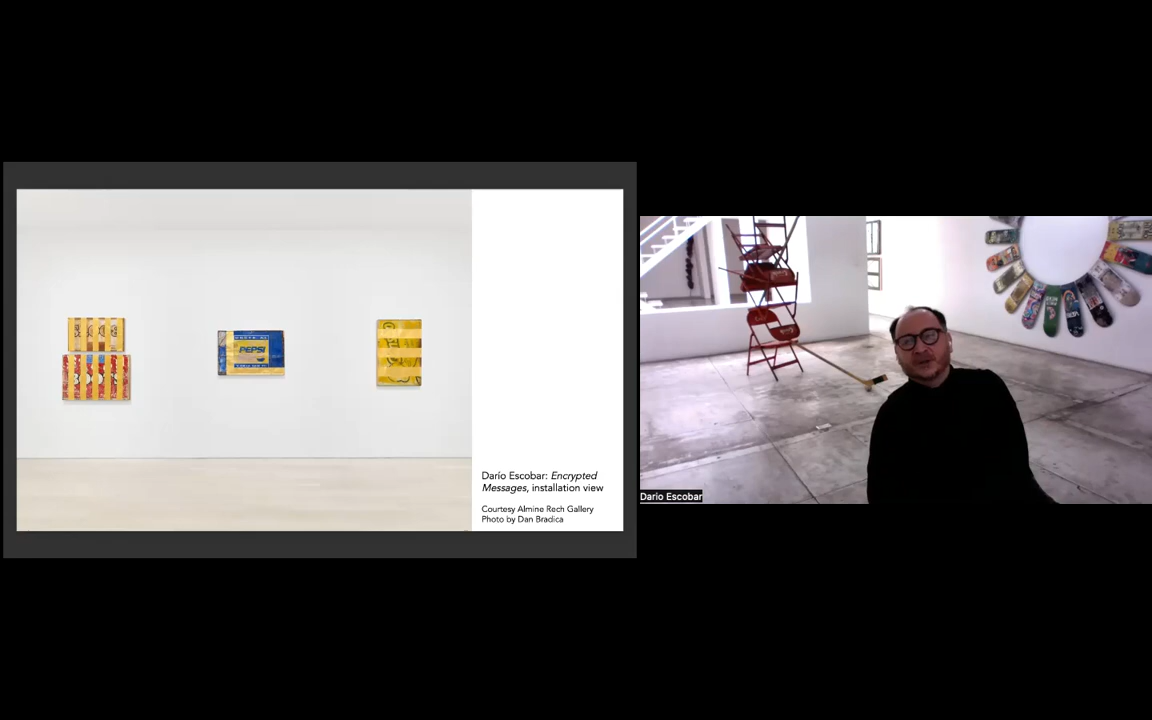 PEPSI
Darío Escobar: Encrypted
Messages, installation view
Courtesy Almine Rech Gallery
Photo by Dan Bradica
Dario Escobar